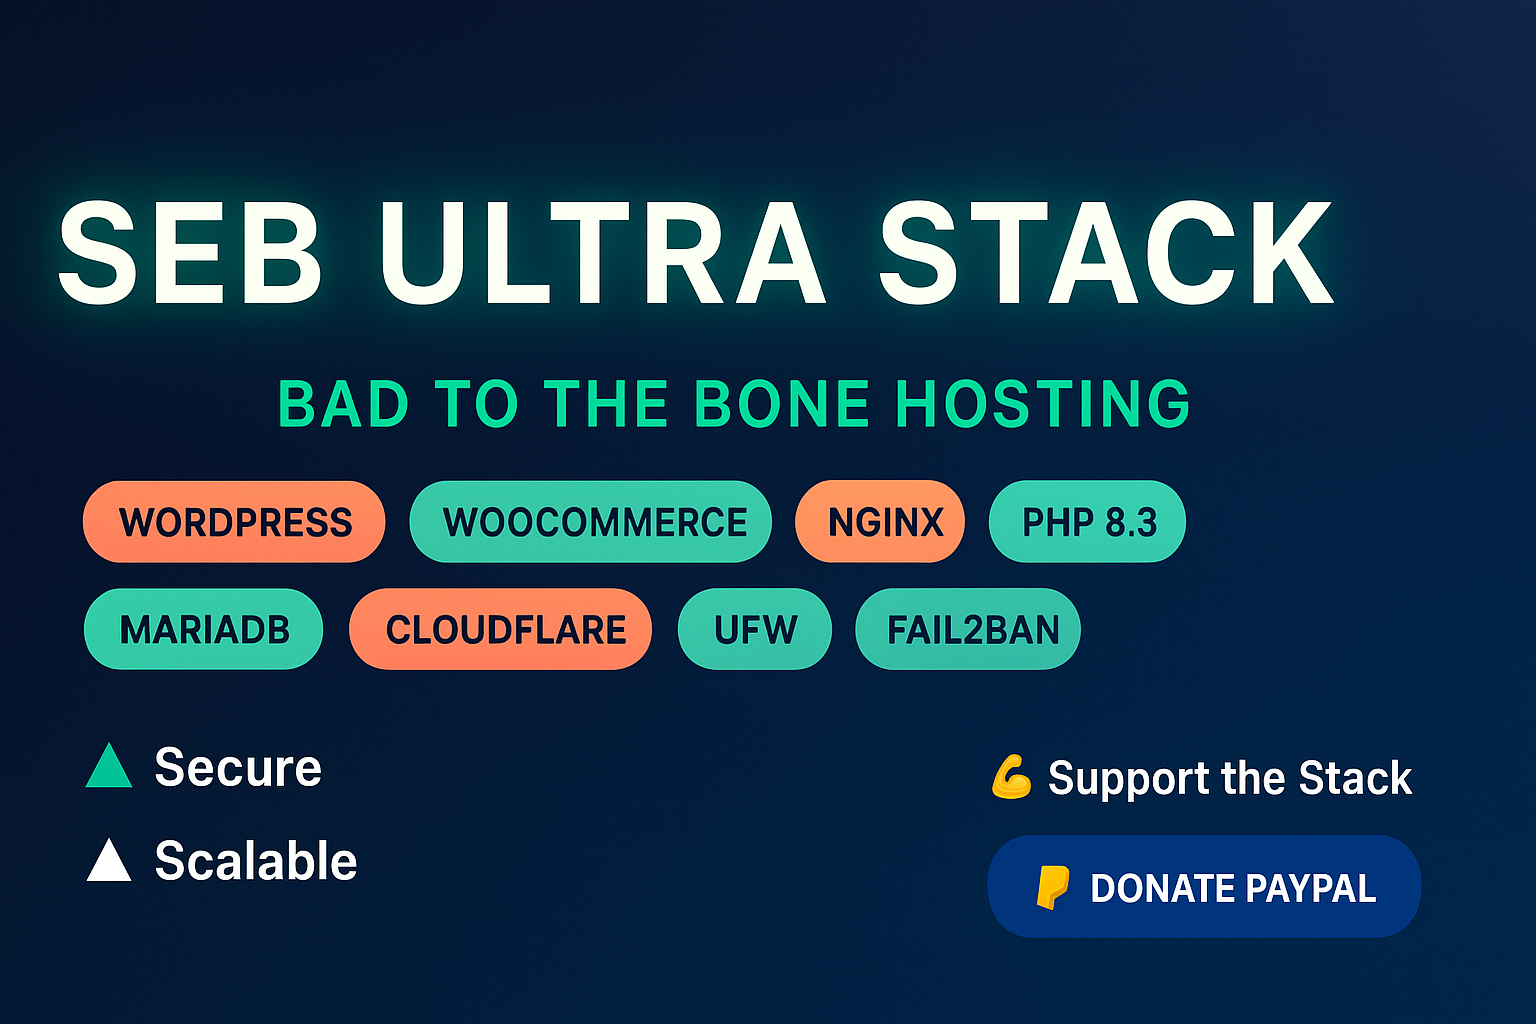 SEB ULTRA STACK
BAD TO THE BONE HOSTING
WORDPRESS WOOCOMMERCE NGINX PHP 8.3
MARIADB CLOUDFLARE UFW FAIL2BAN
Secure
Scalable
Support the Stack
DONATE PAYPAL